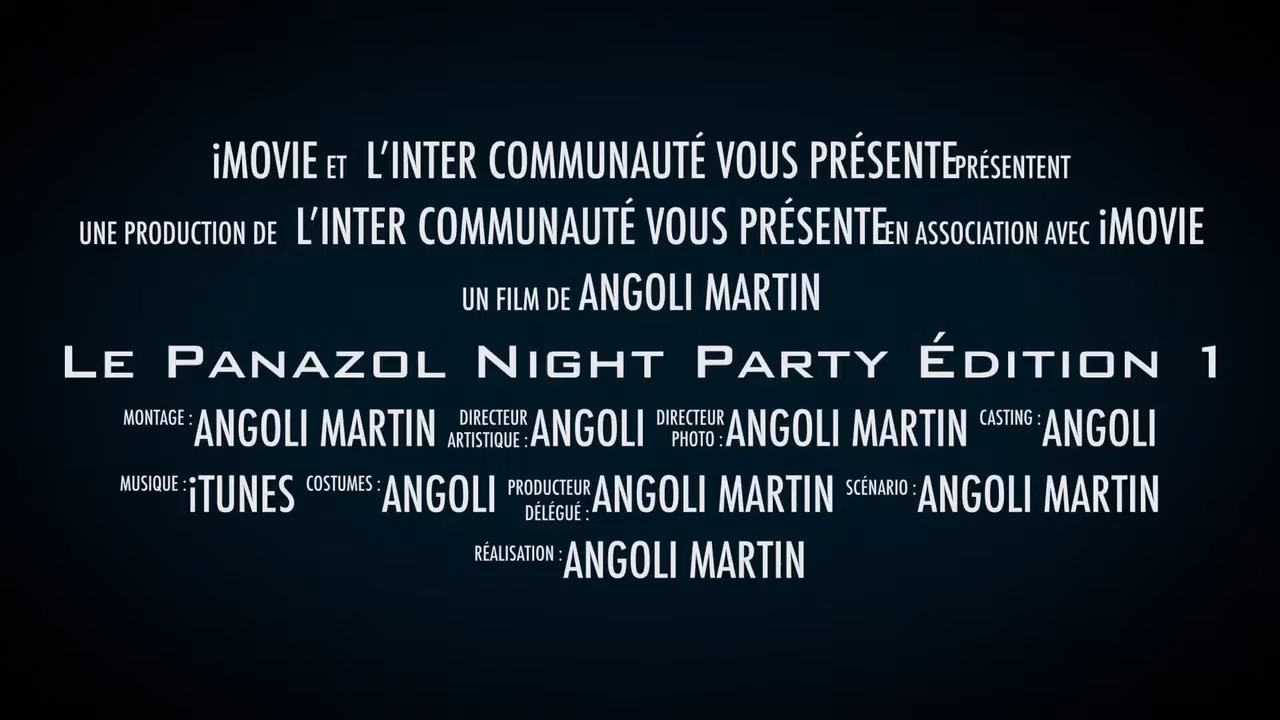 iMOVIE ET L'INTER COMMUNAUTÉ VOUS PRÉSENTE PRÉSENTENT
UNE PRODUCTION DE L'INTER COMMUNAUTÉ VOUS PRÉSENTE EN ASSOCIATION AVEC iMOVIE
UN FILM DE ANGOLI MARTIN
LE PANAZOL NIGHT PARTY ÉDITION 1
MONTAGE : ANGOLI MARTIN DIRECTEUR ARTISTIQUE : ANGOLI DIRECTEUR PHOTO : ANGOLI MARTIN CASTING : ANGOLI
MUSIQUE : iTUNES COSTUMES : ANGOLI PRODUCTEUR DÉLÉGUÉ : ANGOLI MARTIN SCÉNARIO : ANGOLI MARTIN
RÉALISATION : ANGOLI MARTIN